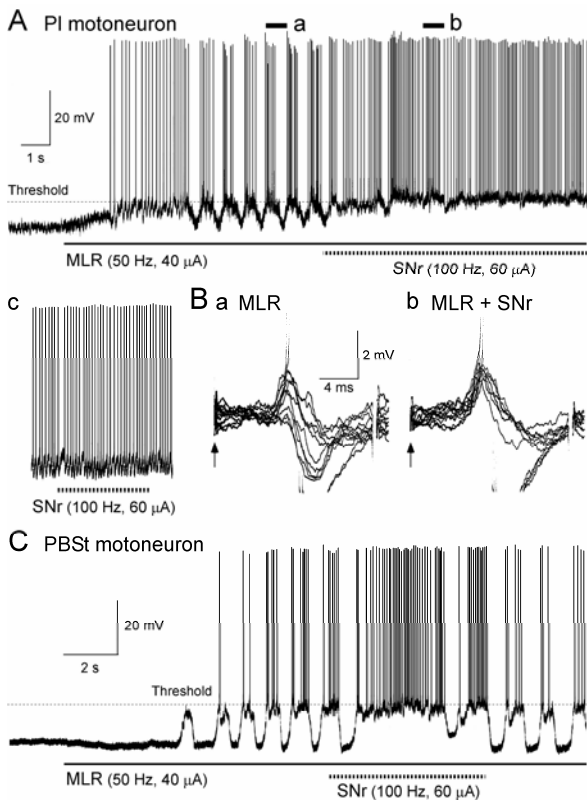 A Pl motoneuron
a
b
20 mV
1 s
Threshold
MLR (50 Hz, 40 µA)
SNr (100 Hz, 60 µA)
c
SNr (100 Hz, 60 µA)
B a MLR
2 mV
4 ms
b MLR + SNr
C PBSt motoneuron
20 mV
2 s
Threshold
MLR (50 Hz, 40 µA)
SNr (100 Hz, 60 µA)